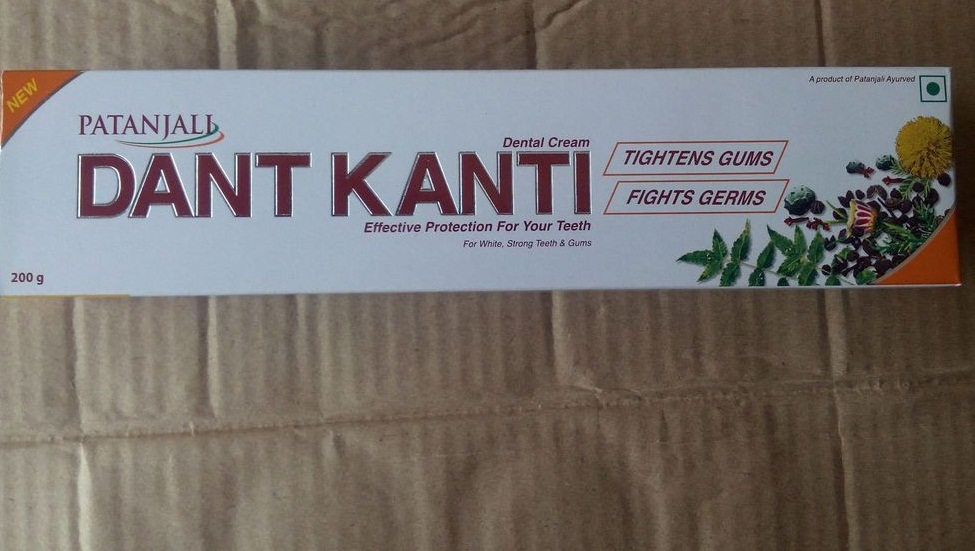 NEW
A product of Patanjali Ayurved
PATANJALI
Dental Cream
DANT KANTI
TIGHTENS GUMS
FIGHTS GERMS
Effective Protection For Your Teeth
For White, Strong Teeth & Gums
200 g